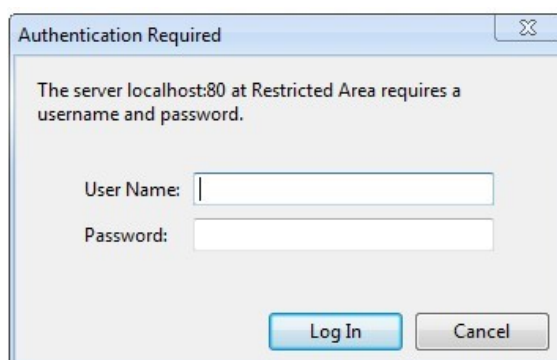 Authentication Required
The server localhost:80 at Restricted Area requires a
username and password.
User Name:
Password:
Log In Cancel